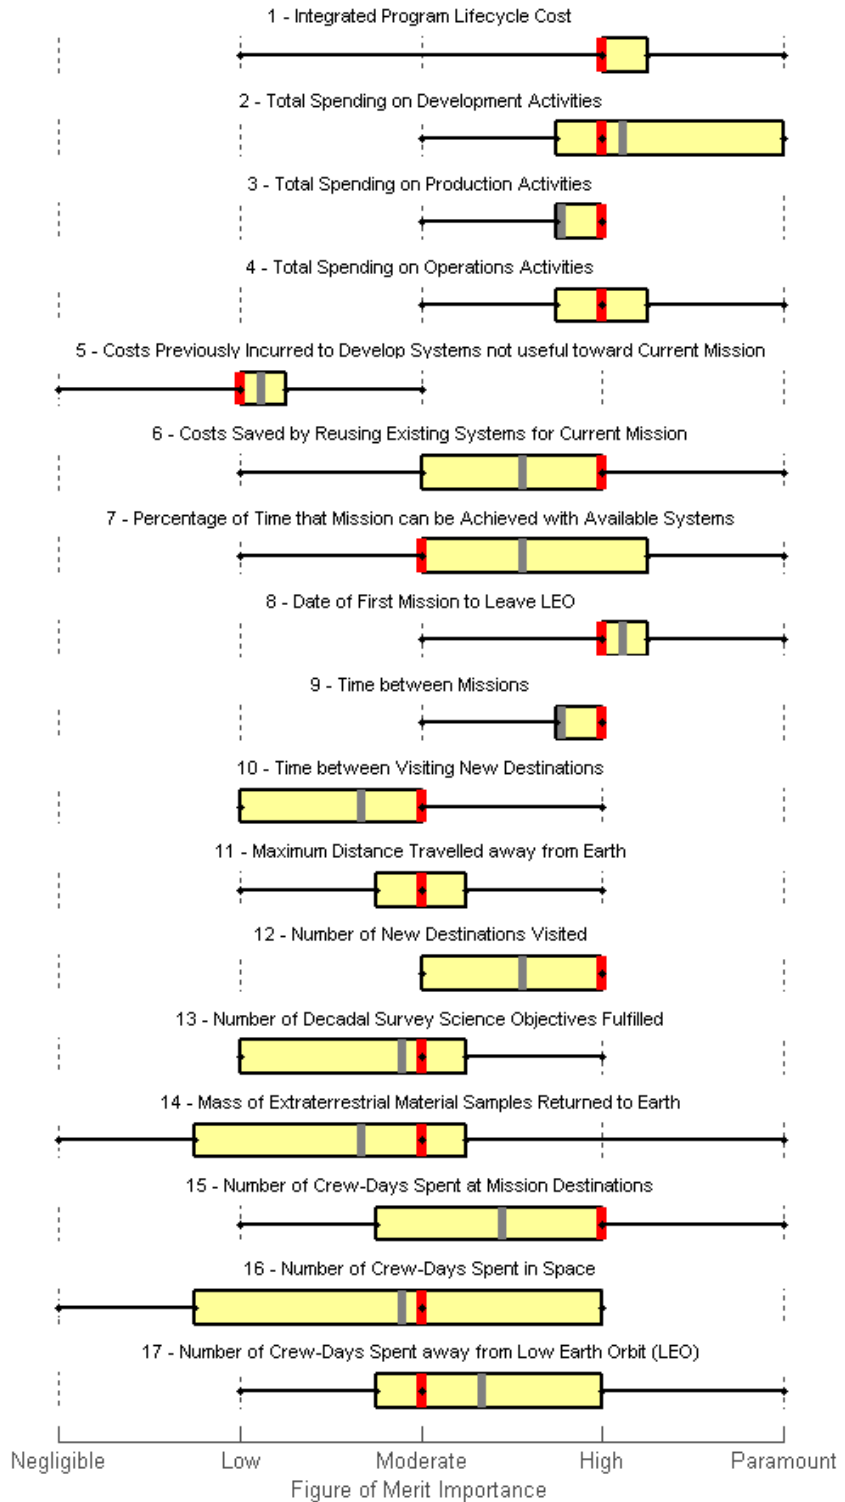 1 - Integrated Program Lifecycle Cost
2 - Total Spending on Development Activities
3 - Total Spending on Production Activities
4 - Total Spending on Operations Activities
5 - Costs Previously Incurred to Develop Systems not useful toward Current Mission
6 - Costs Saved by Reusing Existing Systems for Current Mission
7 - Percentage of Time that Mission can be Achieved with Available Systems
8 - Date of First Mission to Leave LEO
9 - Time between Missions
10 - Time between Visiting New Destinations
11 - Maximum Distance Travelled away from Earth
12 - Number of New Destinations Visited
13 - Number of Decadal Survey Science Objectives Fulfilled
14 - Mass of Extraterrestrial Material Samples Returned to Earth
15 - Number of Crew-Days Spent at Mission Destinations
16 - Number of Crew-Days Spent in Space
17 - Number of Crew-Days Spent away from Low Earth Orbit (LEO)
Negligible Low Moderate High Paramount
Figure of Merit Importance